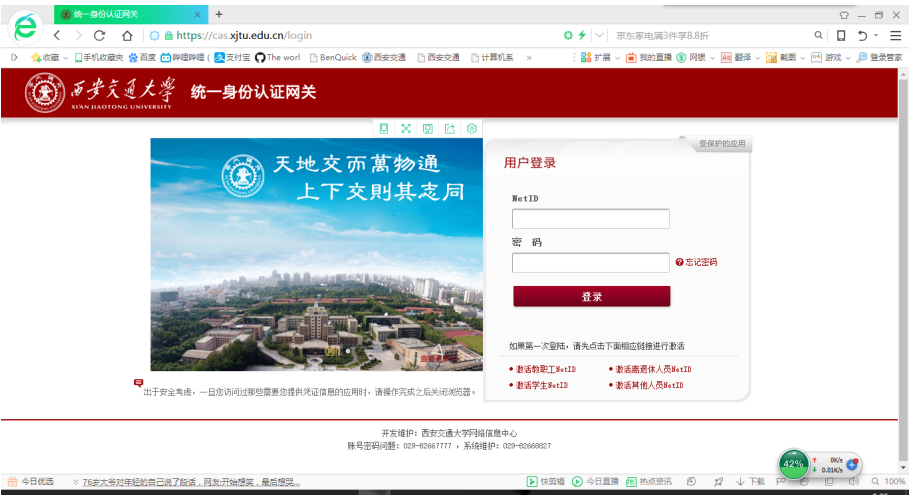 统一身份认证网关
https://cas.xjtu.edu.cn/login
京东家电满3件享8.8折
收藏 手机收藏夹 百度 哔哩哔哩 ( 支付宝 The worl BenQuick 西安交通 西安交通 计算机系 » 扩展 我的直播 网银 翻译 截图 游戏 登录管家
西安交通大学 统一身份认证网关
XI'AN JIAOTONG UNIVERSITY
受保护的应用
天地交而萬物通
上下交則其志同
用户登录
NetID
密 码
忘记密码
登录
如果第一次登陆，请先点击下面相应链接进行激活
• 激活教职工NetID • 激活离退休人员NetID
• 激活学生NetID • 激活其他人员NetID
出于安全考虑，一旦您访问过那些需要您提供凭证信息的应用时，请操作完成之后关闭浏览器。
开发维护：西安交通大学网络信息中心
账号密码问题：029-82667777 ，系统维护：029-82668827
42% 0K/s
0.01K/s
今日优选 76岁大爷对年轻的自己说了段话，网友:开始想笑，最后想哭... 快剪辑 今日直播 热点资讯 下载 100%